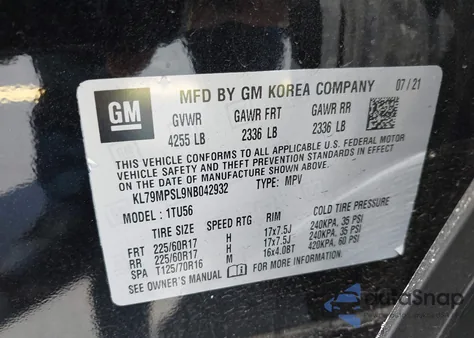 GM
MFD BY GM KOREA COMPANY 07/21
GVWR GAWR FRT GAWR RR
4255 LB 2336 LB 2336 LB
THIS VEHICLE CONFORMS TO ALL APPLICABLE U.S. FEDERAL MOTOR
VEHICLE SAFETY AND THEFT PREVENTION STANDARDS IN EFFECT ON
THE DATE OF MANUFACTURE SHOWN ABOVE.
KL79MPSL9NB042932 TYPE: MPV
MODEL: 1TU56
TIRE SIZE SPEED RTG RIM COLD TIRE PRESSURE
FRT 225/60R17 H 17x7.5J 240KPA, 35 PSI
RR 225/60R17 H 17x7.5J 240KPA, 35 PSI
SPA T125/70R16 M 16x4.0BT 420KPA, 60 PSI
SEE OWNER'S MANUAL FOR MORE INFORMATION.
AutoSnap